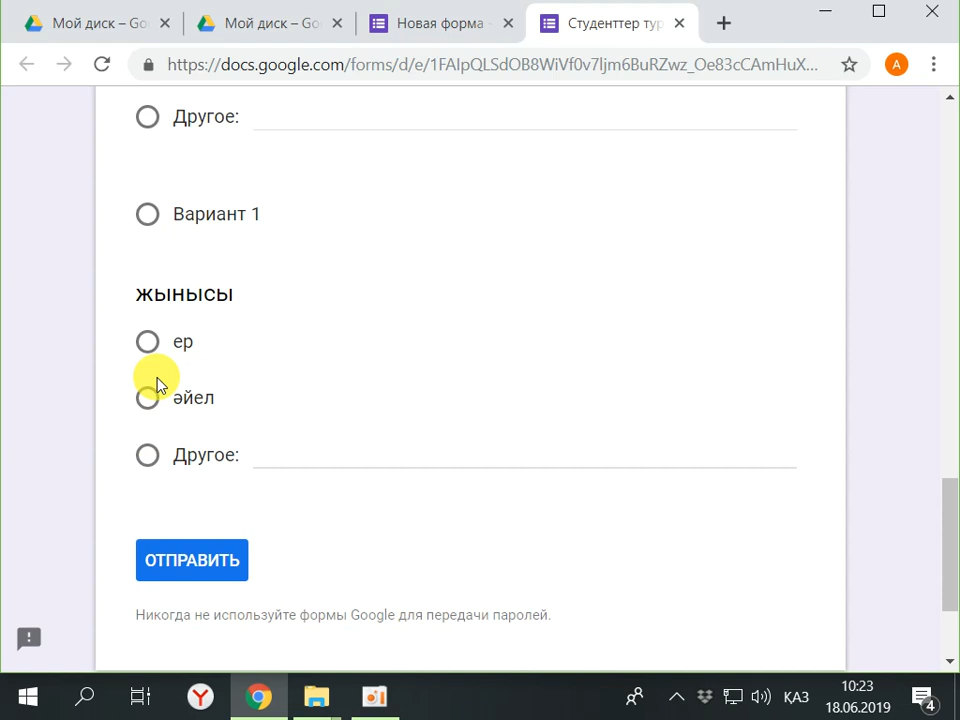 Мой диск – Go
Мой диск – Go
Новая форма -
Студенттер тур
https://docs.google.com/forms/d/e/1FAIpQLSdOB8WiVf0v7ljm6BuRZwz_Oe83cCAmHuX...
A
Другое:
Вариант 1
жынысы
ер
әйел
Другое:
ОТПРАВИТЬ
Никогда не используйте формы Google для передачи паролей.
ҚАЗ
10:23
18.06.2019
4